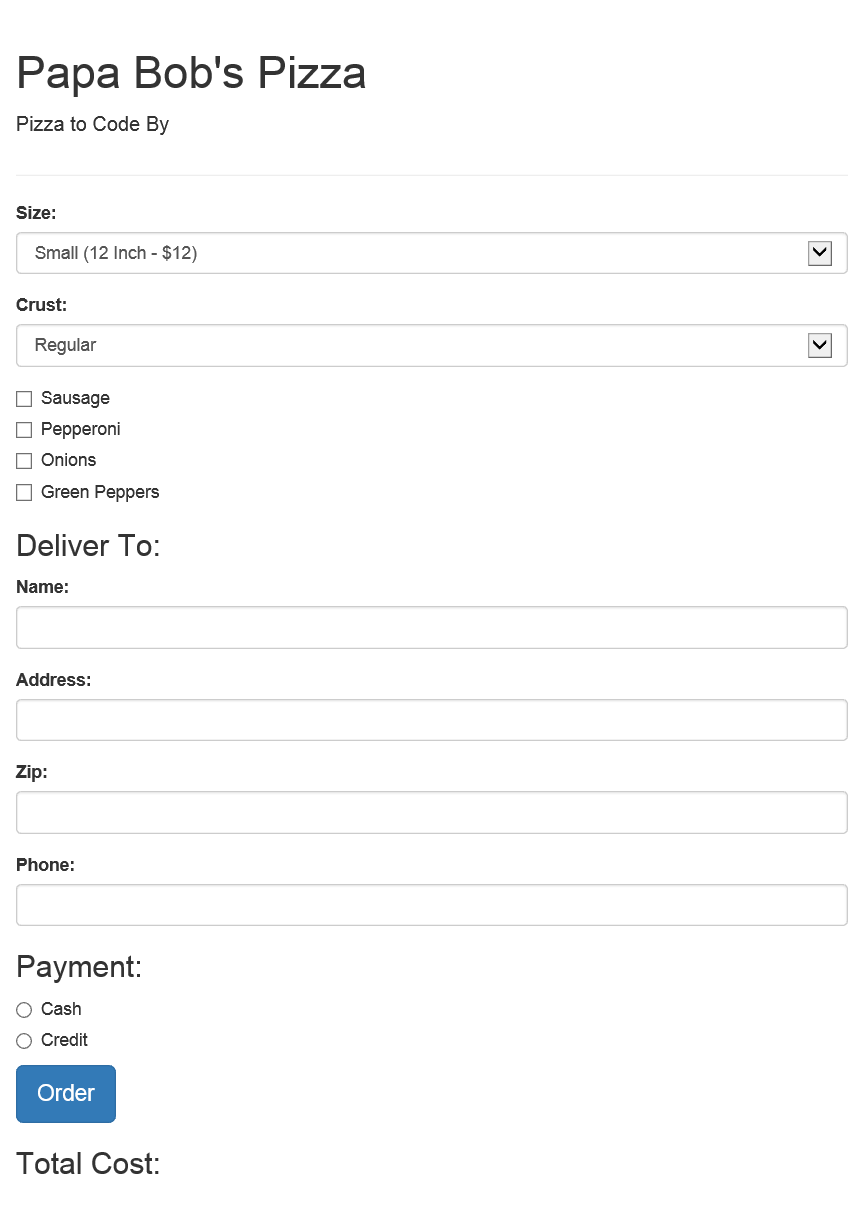 Papa Bob's Pizza
Pizza to Code By
Size:
Small (12 Inch - $12)
Crust:
Regular
Sausage
Pepperoni
Onions
Green Peppers
Deliver To:
Name:
Address:
Zip:
Phone:
Payment:
Cash
Credit
Order
Total Cost: